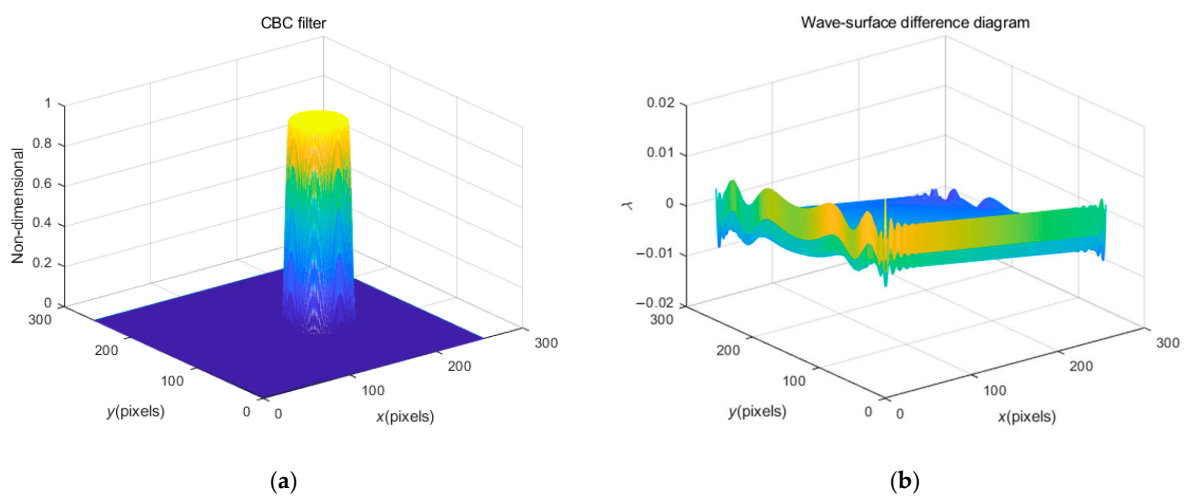 CBC filter
1
0.8
0.6
0.4
0.2
0
Non-dimensional
300
200
100
0
y(pixels)
0
100
200
300
x(pixels)
(a)
Wave-surface difference diagram
0.02
0.01
0
−0.01
−0.02
λ
300
200
100
0
y(pixels)
0
100
200
300
x(pixels)
(b)